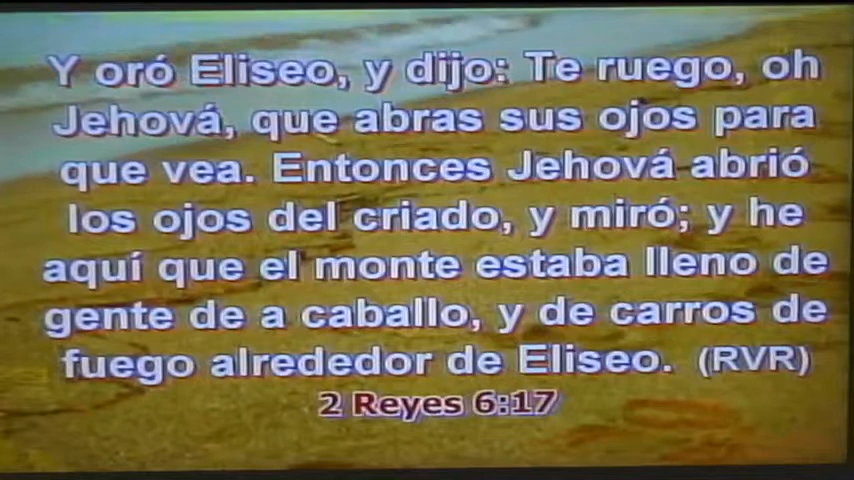 Y oró Eliseo, y dijo: Te ruego, oh
Jehová, que abras sus ojos para
que vea. Entonces Jehová abrió
los ojos del criado, y miró; y he
aquí que el monte estaba lleno de
gente de a caballo, y de carros de
fuego alrededor de Eliseo. (RVR)
2 Reyes 6:17